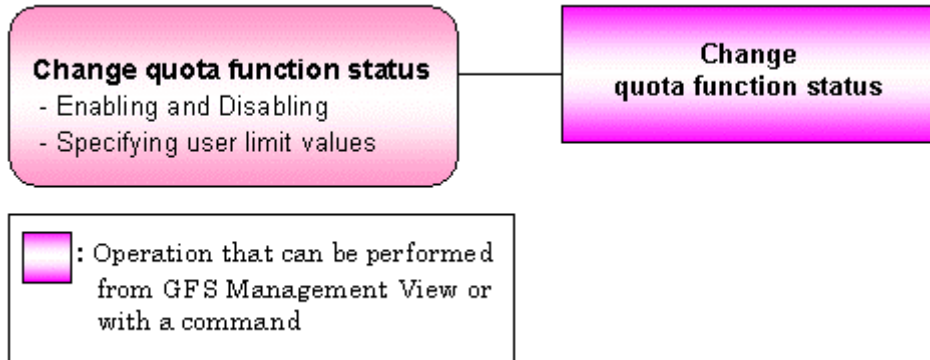 Change quota function status
- Enabling and Disabling
- Specifying user limit values
Change
quota function status
: Operation that can be performed
from GFS Management View or
with a command